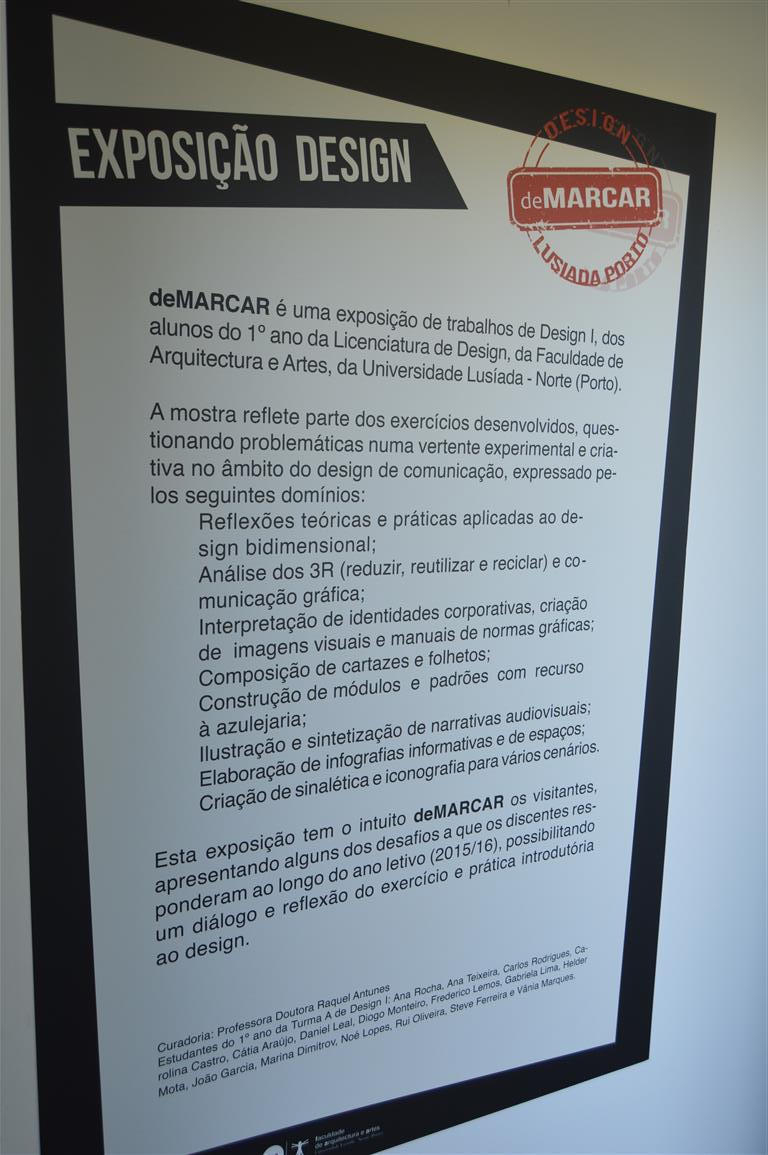 EXPOSIÇÃO DESIGN
D.E.S.I.G.N
deMARCAR
LUSIADA PORTO
deMARCAR é uma exposição de trabalhos de Design I, dos
alunos do 1º ano da Licenciatura de Design, da Faculdade de
Arquitectura e Artes, da Universidade Lusíada - Norte (Porto).
A mostra reflete parte dos exercícios desenvolvidos, ques-
tionando problemáticas numa vertente experimental e cria-
tiva no âmbito do design de comunicação, expressado pe-
los seguintes domínios:
Reflexões teóricas e práticas aplicadas ao de-
sign bidimensional;
Análise dos 3R (reduzir, reutilizar e reciclar) e co-
municação gráfica;
Interpretação de identidades corporativas, criação
de imagens visuais e manuais de normas gráficas;
Composição de cartazes e folhetos;
Construção de módulos e padrões com recurso
à azulejaria;
Ilustração e sintetização de narrativas audiovisuais;
Elaboração de infografias informativas e de espaços;
Criação de sinalética e iconografia para vários cenários.
Esta exposição tem o intuito deMARCAR os visitantes,
apresentando alguns dos desafios a que os discentes res-
ponderam ao longo do ano letivo (2015/16), possibilitando
um diálogo e reflexão do exercício e prática introdutória
ao design.
Curadoria: Professora Doutora Raquel Antunes
Estudantes do 1º ano da Turma A de Design I: Ana Rocha, Ana Teixeira, Carlos Rodrigues, Ca-
rolina Castro, Cátia Araújo, Daniel Leal, Diogo Monteiro, Frederico Lemos, Gabriela Lima, Helder
Mota, João Garcia, Marina Dimitrov, Noé Lopes, Rui Oliveira, Steve Ferreira e Vânia Marques.
faculdade
de arquitectura e artes